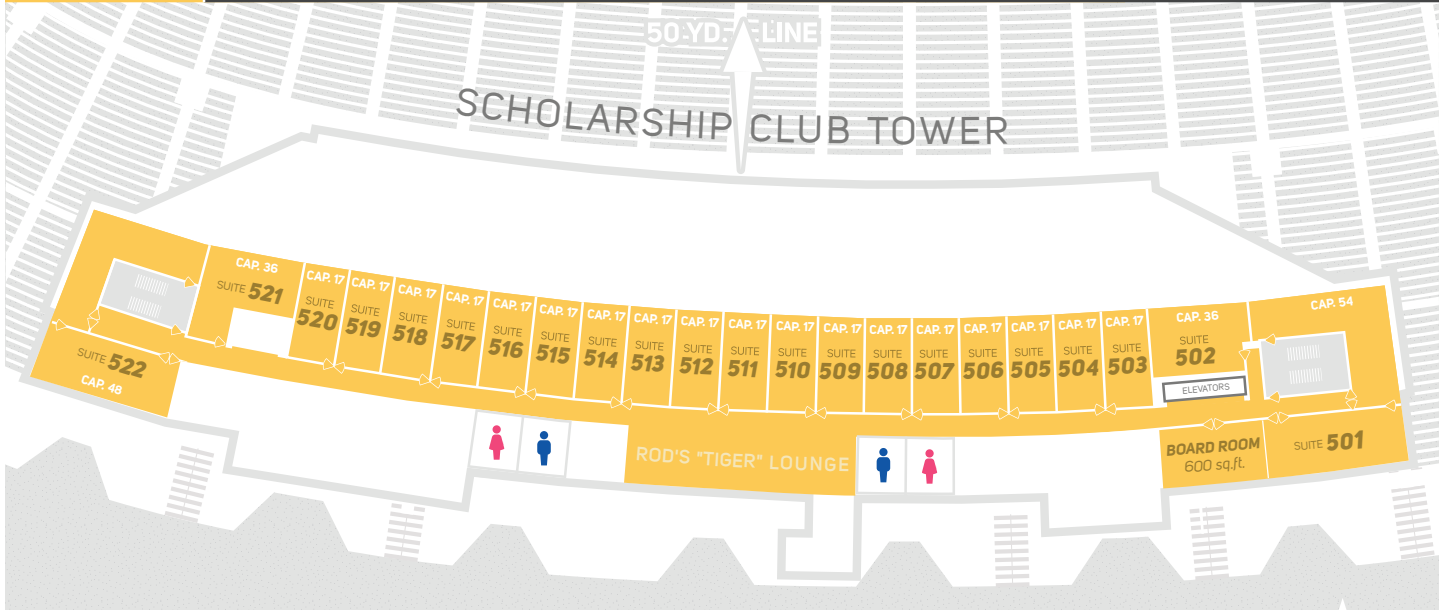 50 YD. LINE
SCHOLARSHIP CLUB TOWER
CAP. 36
SUITE 521
CAP. 17
SUITE
520
CAP. 17
SUITE
519
CAP. 17
SUITE
518
CAP. 17
SUITE
517
CAP. 17
SUITE
516
CAP. 17
SUITE
515
CAP. 17
SUITE
514
CAP. 17
SUITE
513
CAP. 17
SUITE
512
CAP. 17
SUITE
511
CAP. 17
SUITE
510
CAP. 17
SUITE
509
CAP. 17
SUITE
508
CAP. 17
SUITE
507
CAP. 17
SUITE
506
CAP. 17
SUITE
505
CAP. 17
SUITE
504
CAP. 17
SUITE
503
CAP. 36
SUITE
502
ELEVATORS
CAP. 54
SUITE 522
CAP. 48
ROD'S "TIGER" LOUNGE
BOARD ROOM
600 sq.ft.
SUITE 501